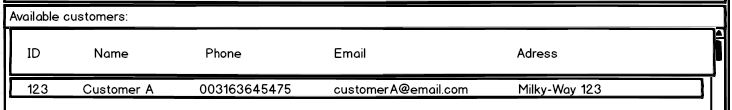 Available customers:
ID Name Phone Email Adress
123 Customer A 003163645475 customerA@email.com Milky-Way 123